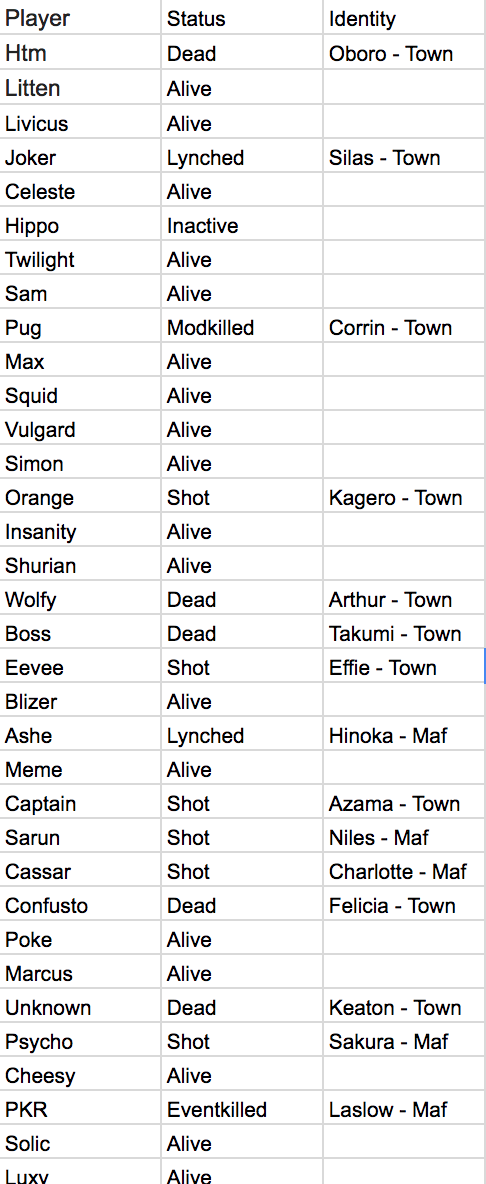 Player Status Identity
Htm Dead Oboro - Town
Litten Alive
Livicus Alive
Joker Lynched Silas - Town
Celeste Alive
Hippo Inactive
Twilight Alive
Sam Alive
Pug Modkilled Corrin - Town
Max Alive
Squid Alive
Vulgard Alive
Simon Alive
Orange Shot Kagero - Town
Insanity Alive
Shurian Alive
Wolfy Dead Arthur - Town
Boss Dead Takumi - Town
Eevee Shot Effie - Town
Blizer Alive
Ashe Lynched Hinoka - Maf
Meme Alive
Captain Shot Azama - Town
Sarun Shot Niles - Maf
Cassar Shot Charlotte - Maf
Confusto Dead Felicia - Town
Poke Alive
Marcus Alive
Unknown Dead Keaton - Town
Psycho Shot Sakura - Maf
Cheesy Alive
PKR Eventkilled Laslow - Maf
Solic Alive
Luxy Alive